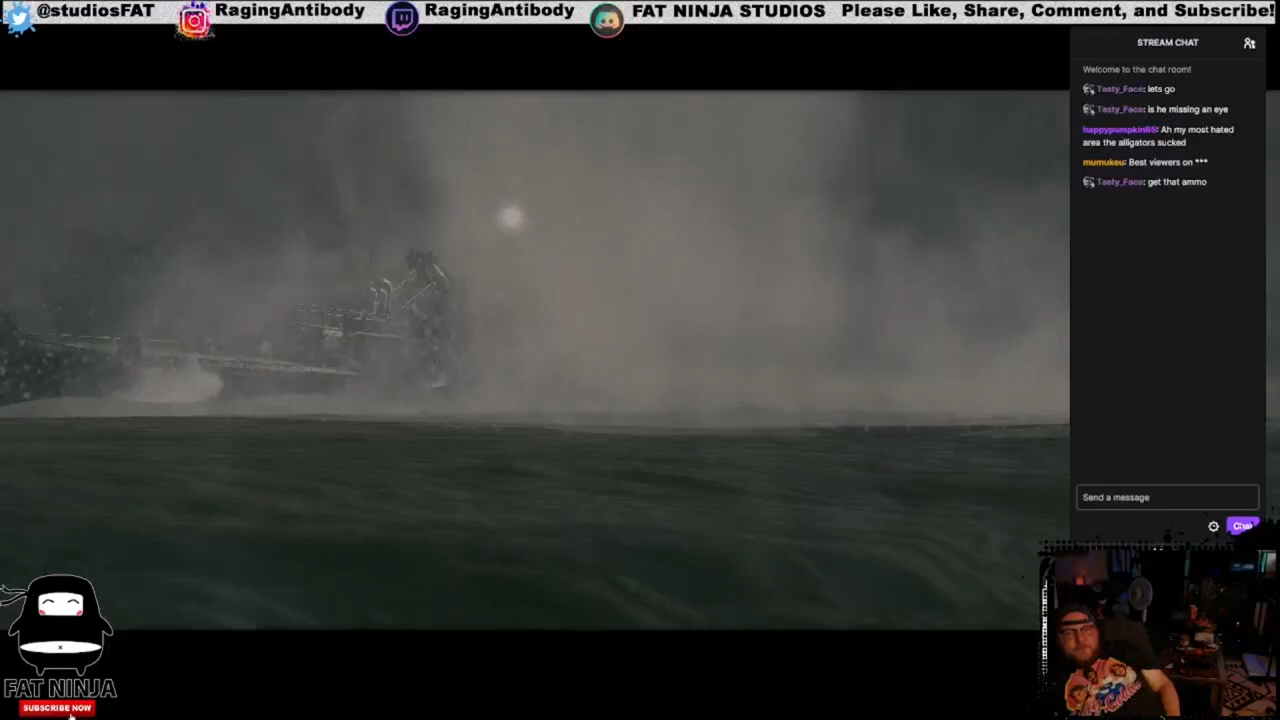 @studiosFAT RagingAntibody RagingAntibody FAT NINJA STUDIOS Please Like, Share, Comment, and Subscribe!
STREAM CHAT
Welcome to the chat room!
Tasty_Face: lets go
Tasty_Face: is he missing an eye
happypumpkin85: Ah my most hated
area the alligators sucked
mumukeu: Best viewers on ***
Tasty_Face: get that ammo
Send a message
Chat
FAT NINJA
SUBSCRIBE NOW